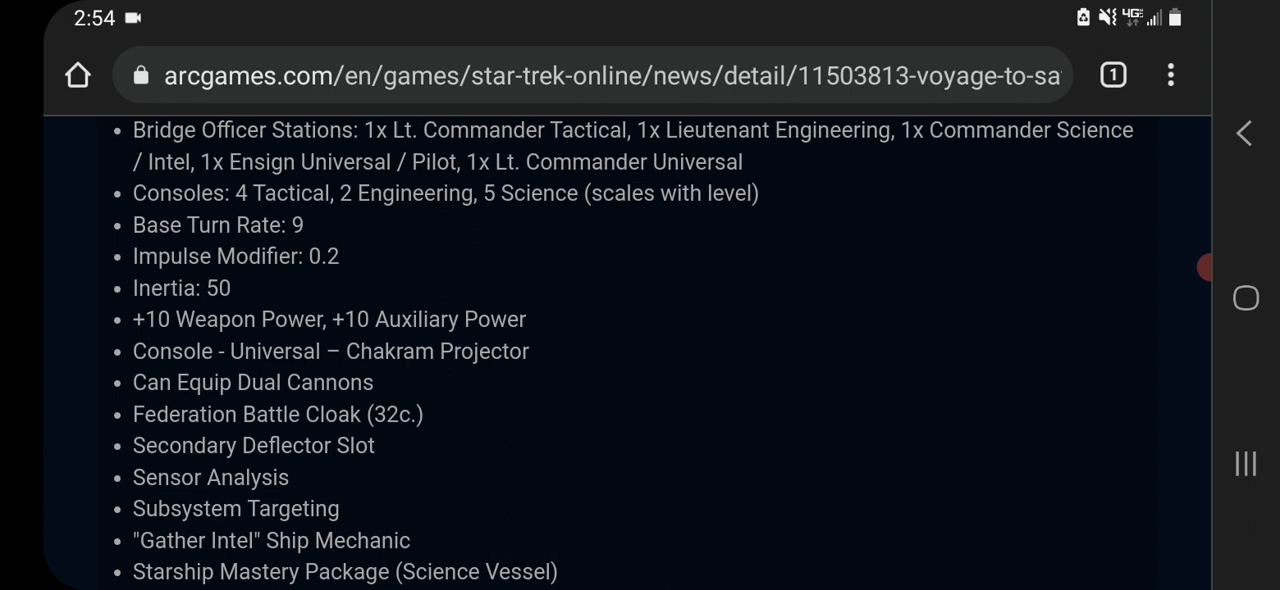 2:54
4GE
arcgames.com/en/games/star-trek-online/news/detail/11503813-voyage-to-sa
1
• Bridge Officer Stations: 1x Lt. Commander Tactical, 1x Lieutenant Engineering, 1x Commander Science
/ Intel, 1x Ensign Universal / Pilot, 1x Lt. Commander Universal
• Consoles: 4 Tactical, 2 Engineering, 5 Science (scales with level)
• Base Turn Rate: 9
• Impulse Modifier: 0.2
• Inertia: 50
• +10 Weapon Power, +10 Auxiliary Power
• Console - Universal – Chakram Projector
• Can Equip Dual Cannons
• Federation Battle Cloak (32c.)
• Secondary Deflector Slot
• Sensor Analysis
• Subsystem Targeting
• "Gather Intel" Ship Mechanic
• Starship Mastery Package (Science Vessel)